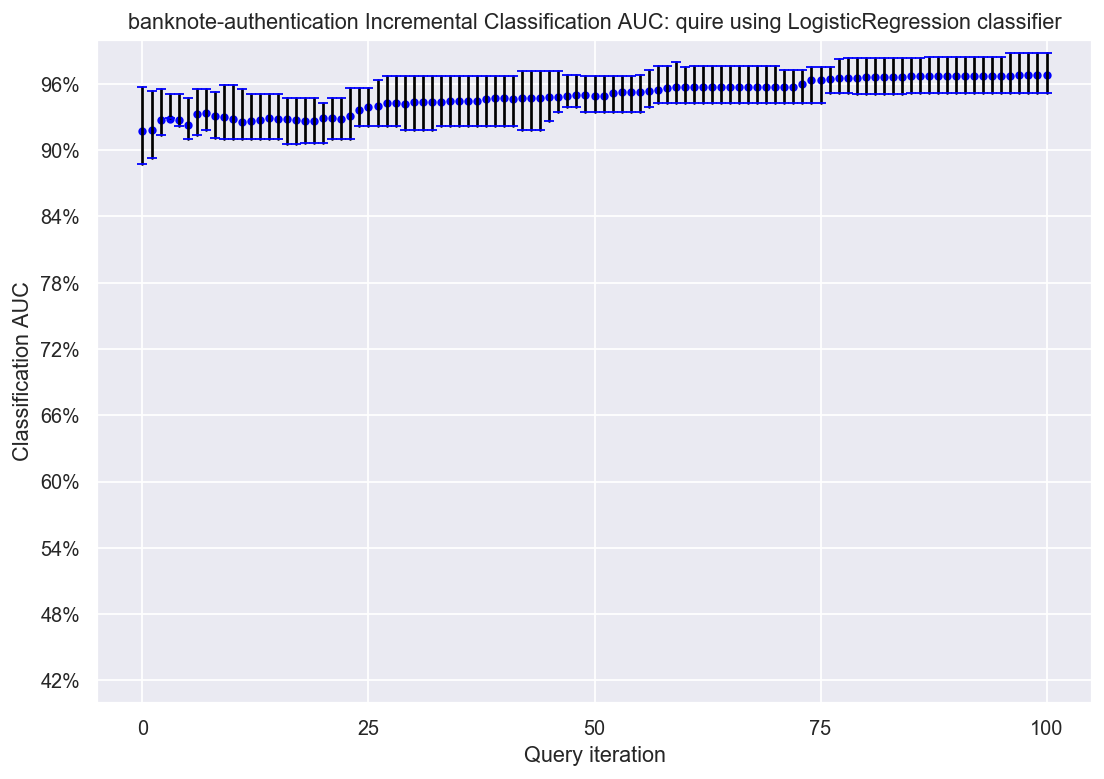 banknote-authentication Incremental Classification AUC: quire using LogisticRegression classifier
96%
90%
84%
78%
72%
66%
60%
54%
48%
42%
Classification AUC
0 25 50 75 100
Query iteration